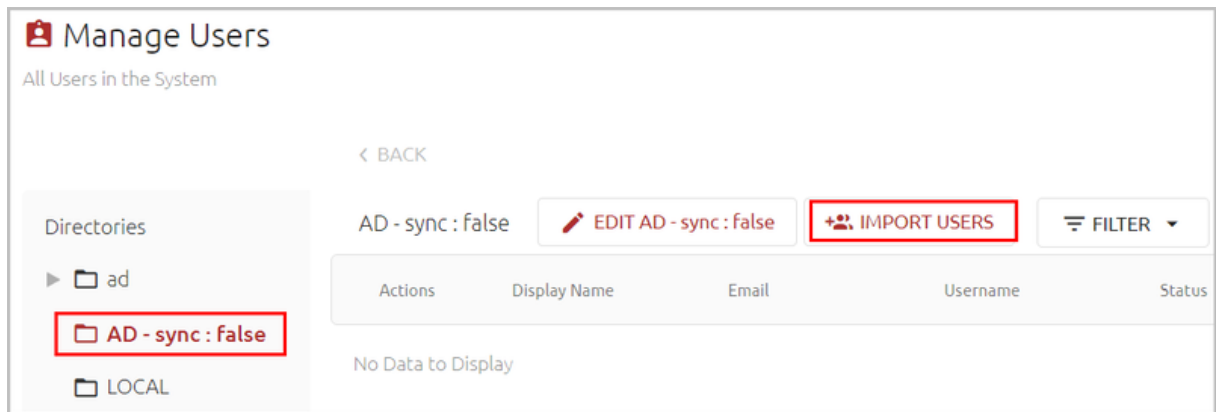 Manage Users
All Users in the System
< BACK
Directories
ad
AD - sync : false
LOCAL
AD - sync : false EDIT AD - sync : false IMPORT USERS FILTER
Actions Display Name Email Username Status
No Data to Display